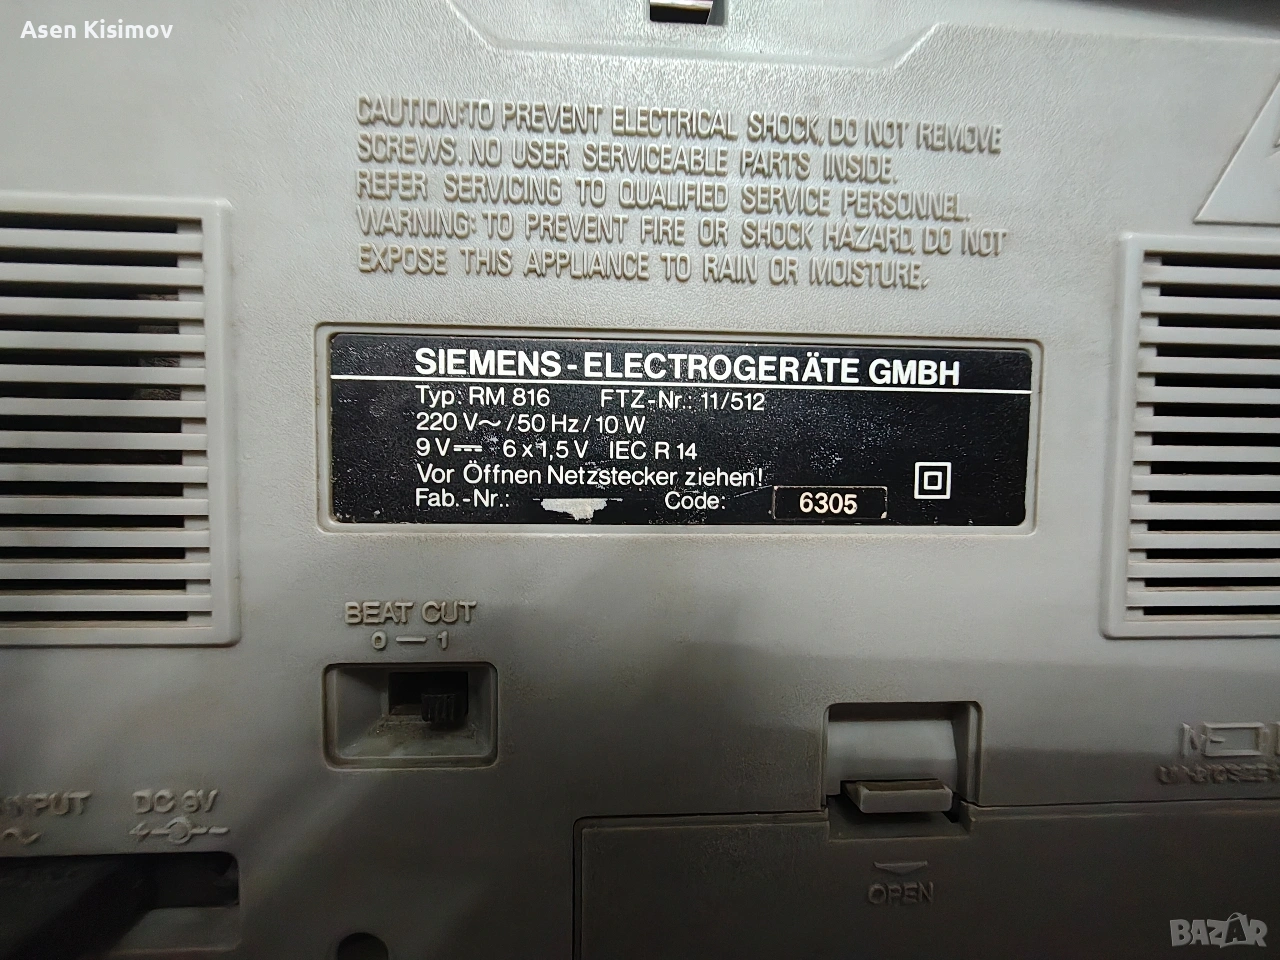 Asen Kisimov
CAUTION: TO PREVENT ELECTRICAL SHOCK, DO NOT REMOVE
SCREWS. NO USER SERVICEABLE PARTS INSIDE.
REFER SERVICING TO QUALIFIED SERVICE PERSONNEL.
WARNING: TO PREVENT FIRE OR SHOCK HAZARD, DO NOT
EXPOSE THIS APPLIANCE TO RAIN OR MOISTURE.
SIEMENS-ELECTROGERÄTE GMBH
Typ: RM 816 FTZ-Nr.: 11/512
220 V~/50 Hz/10 W
9 V⎓ 6x1,5 V IEC R 14
Vor Öffnen Netzstecker ziehen!
Fab.-Nr.: Code: 6305
BEAT CUT
0 — 1
INPUT DC 9V
~
OPEN
BAZAR